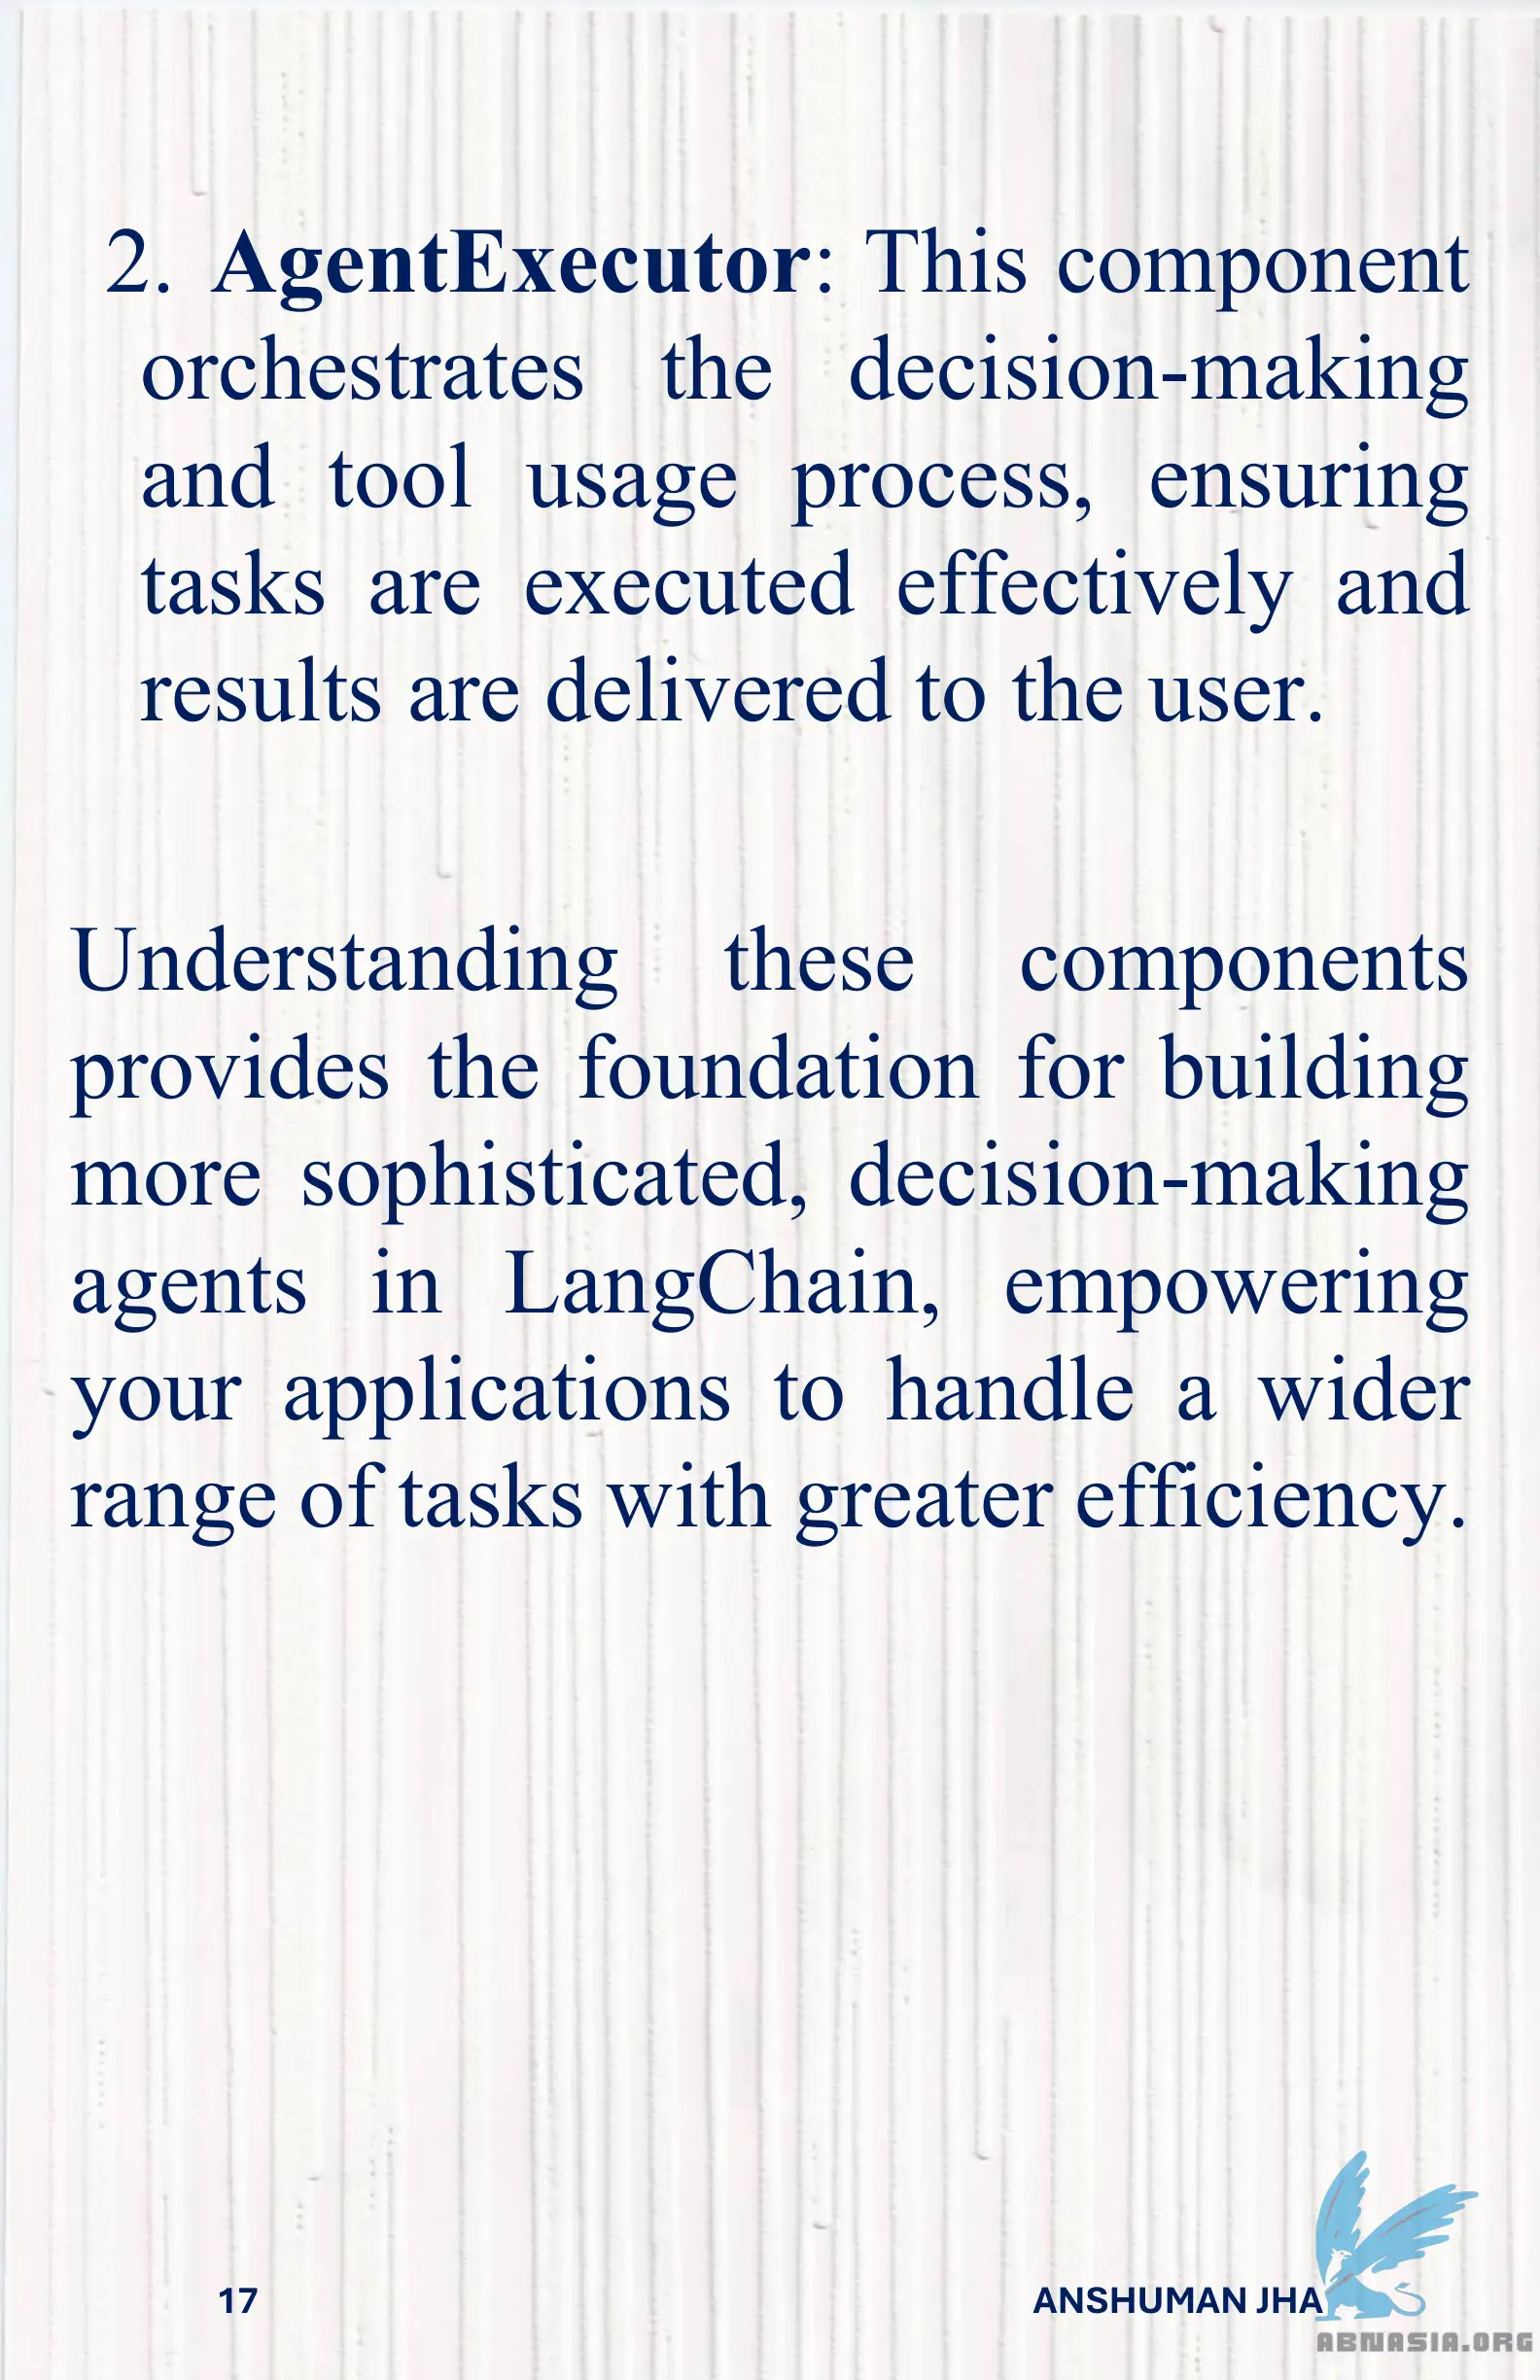 2. AgentExecutor: This component
orchestrates the decision-making
and tool usage process, ensuring
tasks are executed effectively and
results are delivered to the user.
Understanding these components
provides the foundation for building
more sophisticated, decision-making
agents in LangChain, empowering
your applications to handle a wider
range of tasks with greater efficiency.
17 ANSHUMAN JHA
ABNASIA.ORG